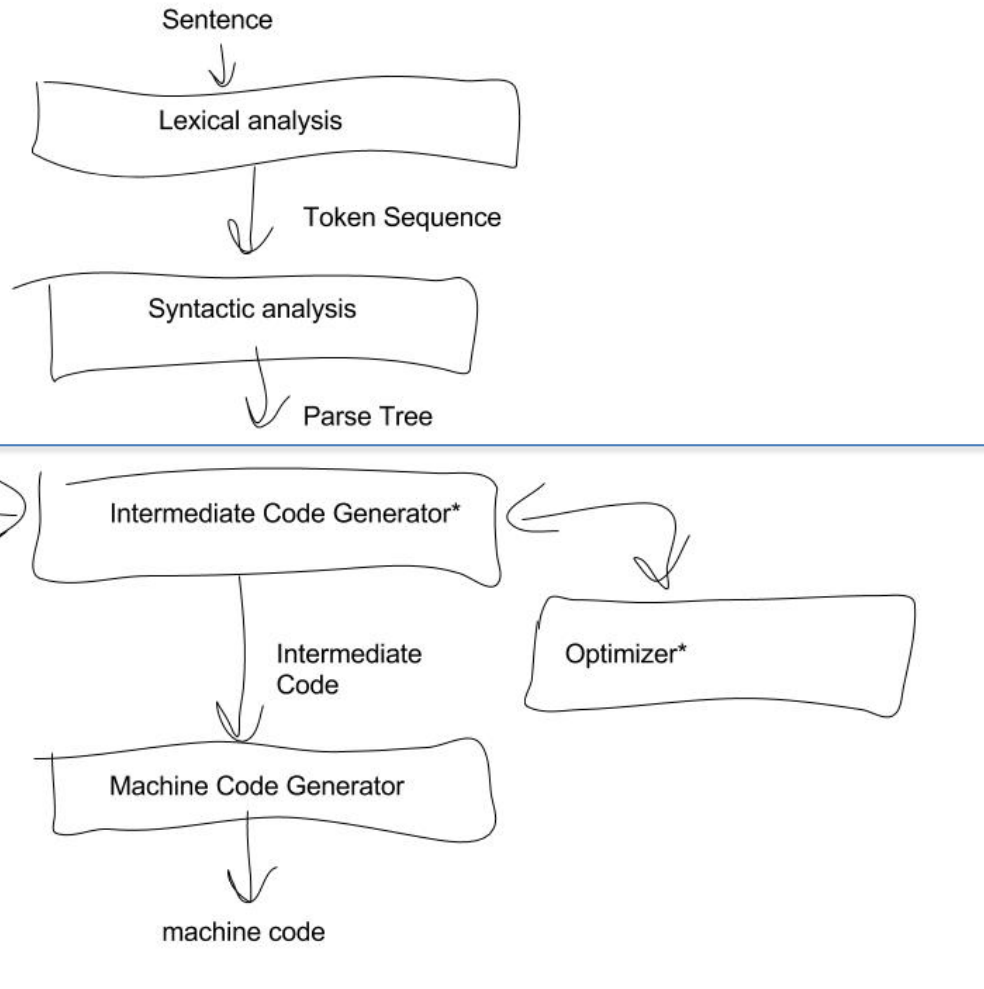 Sentence
Lexical analysis
Token Sequence
Syntactic analysis
Parse Tree
Intermediate Code Generator*
Intermediate
Code
Optimizer*
Machine Code Generator
machine code